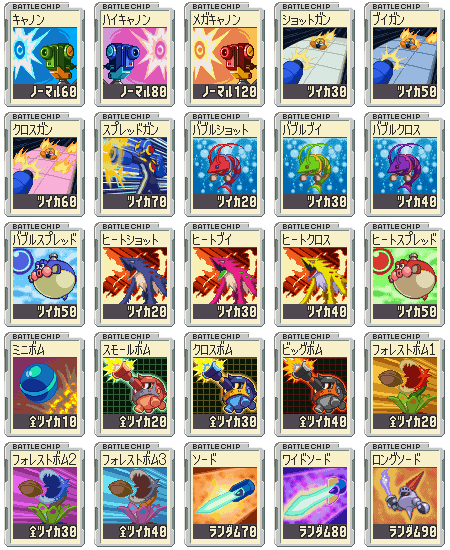 BATTLECHIP BATTLECHIP BATTLECHIP BATTLECHIP BATTLECHIP
キャノン ハイキャノン メガキャノン ショットガン ブイガン
ノーマル60 ノーマル80 ノーマル120 ツイカ30 ツイカ50
BATTLECHIP BATTLECHIP BATTLECHIP BATTLECHIP BATTLECHIP
クロスガン スプレッドガン バブルショット バブルブイ バブルクロス
ツイカ60 ツイカ70 ツイカ20 ツイカ30 ツイカ40
BATTLECHIP BATTLECHIP BATTLECHIP BATTLECHIP BATTLECHIP
バブルスプレッド ヒートショット ヒートブイ ヒートクロス ヒートスプレッド
ツイカ50 ツイカ20 ツイカ30 ツイカ40 ツイカ50
BATTLECHIP BATTLECHIP BATTLECHIP BATTLECHIP BATTLECHIP
ミニボム スモールボム クロスボム ビッグボム フォレストボム1
全ツイカ10 全ツイカ20 全ツイカ30 全ツイカ40 全ツイカ20
BATTLECHIP BATTLECHIP BATTLECHIP BATTLECHIP BATTLECHIP
フォレストボム2 フォレストボム3 ソード ワイドソード ロングソード
全ツイカ30 全ツイカ40 ランダム70 ランダム80 ランダム90